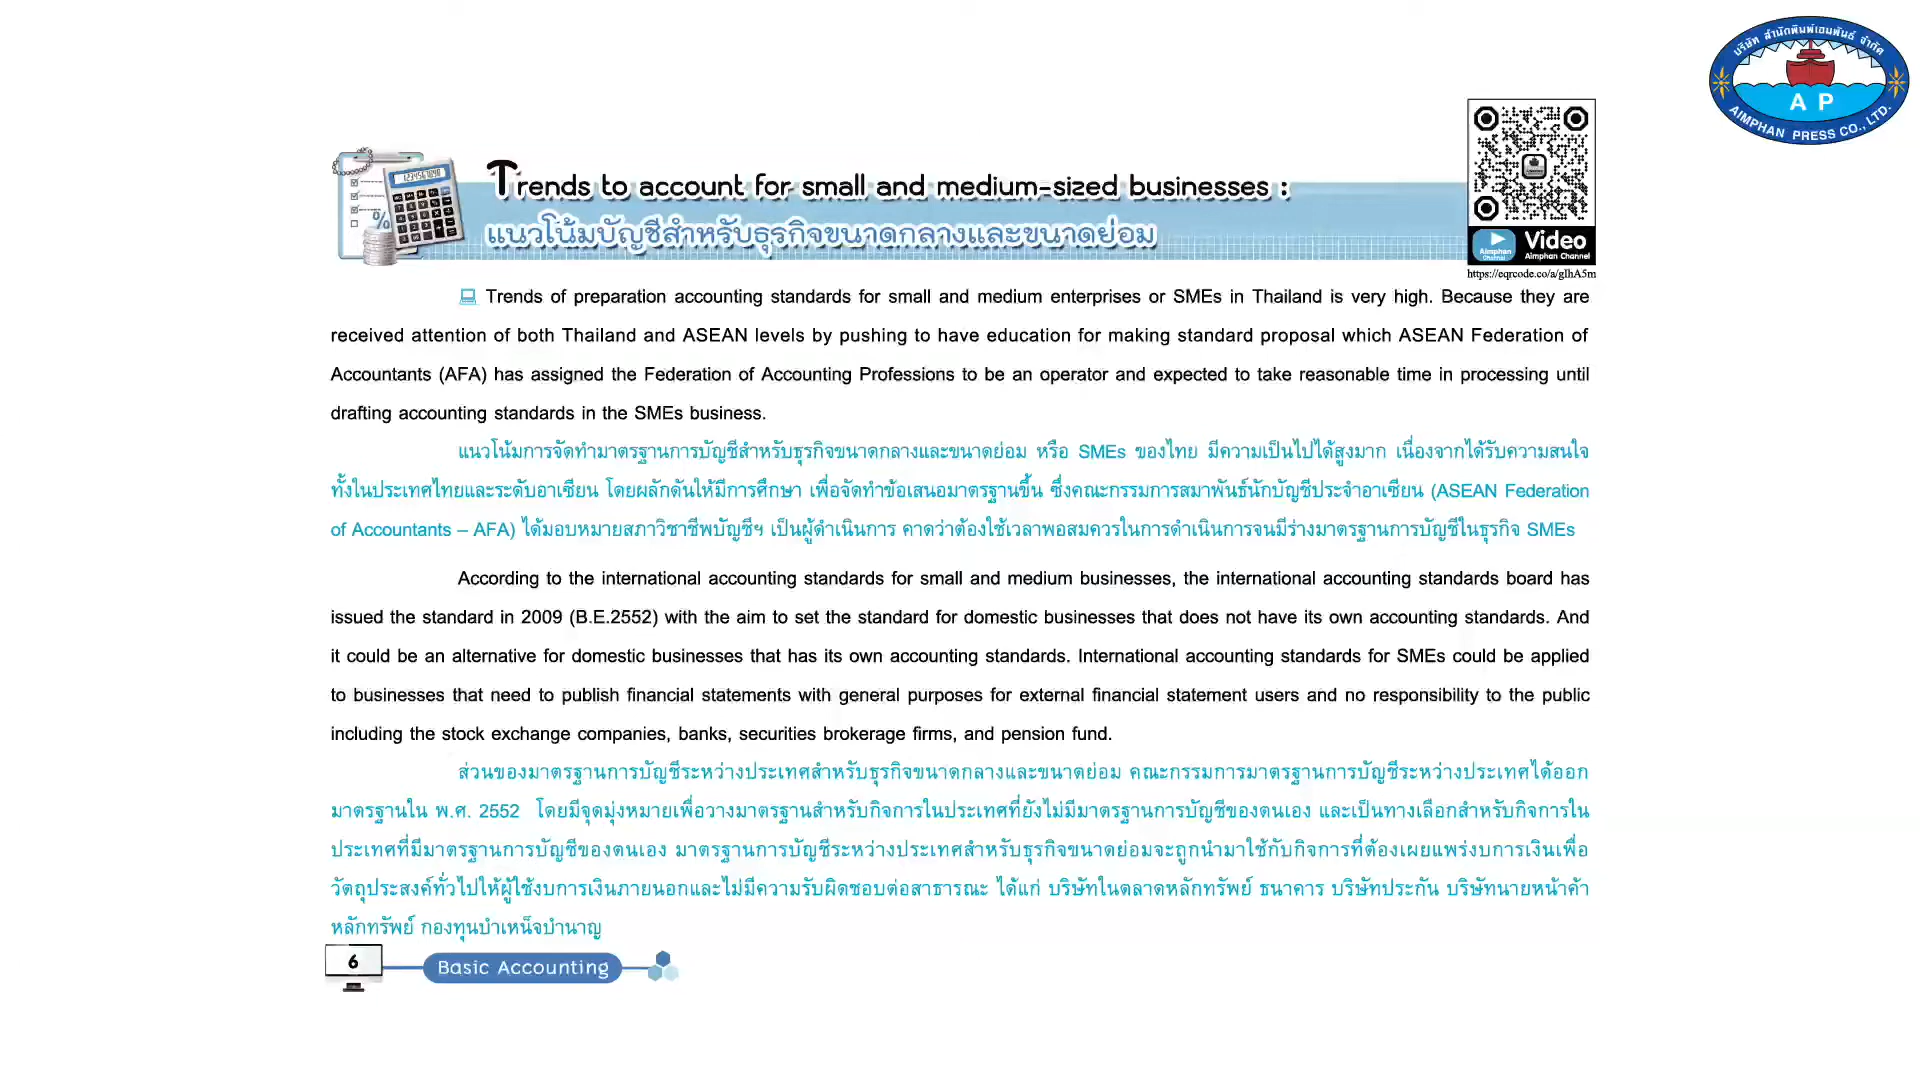 บริษัท สำนักพิมพ์เอมพันธ์ จำกัด
A P
AIMPHAN PRESS CO., LTD.
Trends to account for small and medium-sized businesses :
แนวโน้มบัญชีสำหรับธุรกิจขนาดกลางและขนาดย่อม
Video
Aimphan Channel
Aimphan Channel
https://eqrcode.co/a/glhA5m
Trends of preparation accounting standards for small and medium enterprises or SMEs in Thailand is very high. Because they are
received attention of both Thailand and ASEAN levels by pushing to have education for making standard proposal which ASEAN Federation of
Accountants (AFA) has assigned the Federation of Accounting Professions to be an operator and expected to take reasonable time in processing until
drafting accounting standards in the SMEs business.
แนวโน้มการจัดทำมาตรฐานการบัญชีสำหรับธุรกิจขนาดกลางและขนาดย่อม หรือ SMEs ของไทย มีความเป็นไปได้สูงมาก เนื่องจากได้รับความสนใจ
ทั้งในประเทศไทยและระดับอาเซียน โดยผลักดันให้มีการศึกษา เพื่อจัดทำข้อเสนอมาตรฐานขึ้น ซึ่งคณะกรรมการสมาพันธ์นักบัญชีประจำอาเซียน (ASEAN Federation
of Accountants – AFA) ได้มอบหมายสภาวิชาชีพบัญชีฯ เป็นผู้ดำเนินการ คาดว่าต้องใช้เวลาพอสมควรในการดำเนินการจนมีร่างมาตรฐานการบัญชีในธุรกิจ SMEs
According to the international accounting standards for small and medium businesses, the international accounting standards board has
issued the standard in 2009 (B.E.2552) with the aim to set the standard for domestic businesses that does not have its own accounting standards. And
it could be an alternative for domestic businesses that has its own accounting standards. International accounting standards for SMEs could be applied
to businesses that need to publish financial statements with general purposes for external financial statement users and no responsibility to the public
including the stock exchange companies, banks, securities brokerage firms, and pension fund.
ส่วนของมาตรฐานการบัญชีระหว่างประเทศสำหรับธุรกิจขนาดกลางและขนาดย่อม คณะกรรมการมาตรฐานการบัญชีระหว่างประเทศได้ออก
มาตรฐานใน พ.ศ. 2552 โดยมีจุดมุ่งหมายเพื่อวางมาตรฐานสำหรับกิจการในประเทศที่ยังไม่มีมาตรฐานการบัญชีของตนเอง และเป็นทางเลือกสำหรับกิจการใน
ประเทศที่มีมาตรฐานการบัญชีของตนเอง มาตรฐานการบัญชีระหว่างประเทศสำหรับธุรกิจขนาดย่อมจะถูกนำมาใช้กับกิจการที่ต้องเผยแพร่งบการเงินเพื่อ
วัตถุประสงค์ทั่วไปให้ผู้ใช้งบการเงินภายนอกและไม่มีความรับผิดชอบต่อสาธารณะ ได้แก่ บริษัทในตลาดหลักทรัพย์ ธนาคาร บริษัทประกัน บริษัทนายหน้าค้า
หลักทรัพย์ กองทุนบำเหน็จบำนาญ
6
Basic Accounting